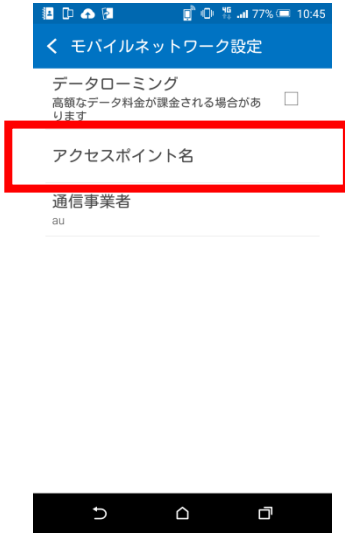 4G 77% 10:45
モバイルネットワーク設定
データローミング
高額なデータ料金が課金される場合があ
ります
アクセスポイント名
通信事業者
au